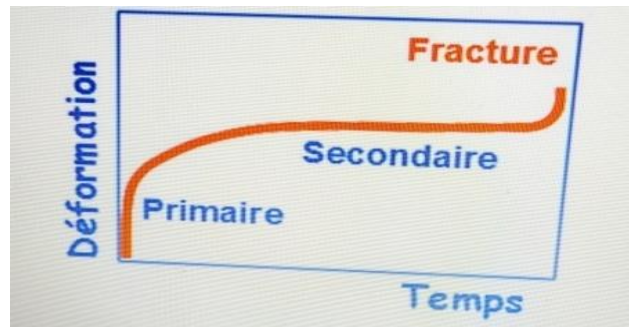 Fracture
Déformation
Secondaire
Primaire
Temps